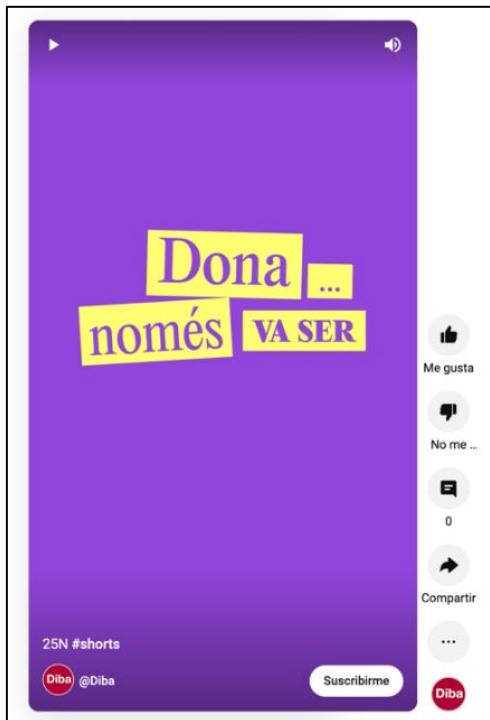 Dona ...
només VA SER
Me gusta
No me ...
0
Compartir
...
25N #shorts
Diba @Diba
Suscribirme
Diba